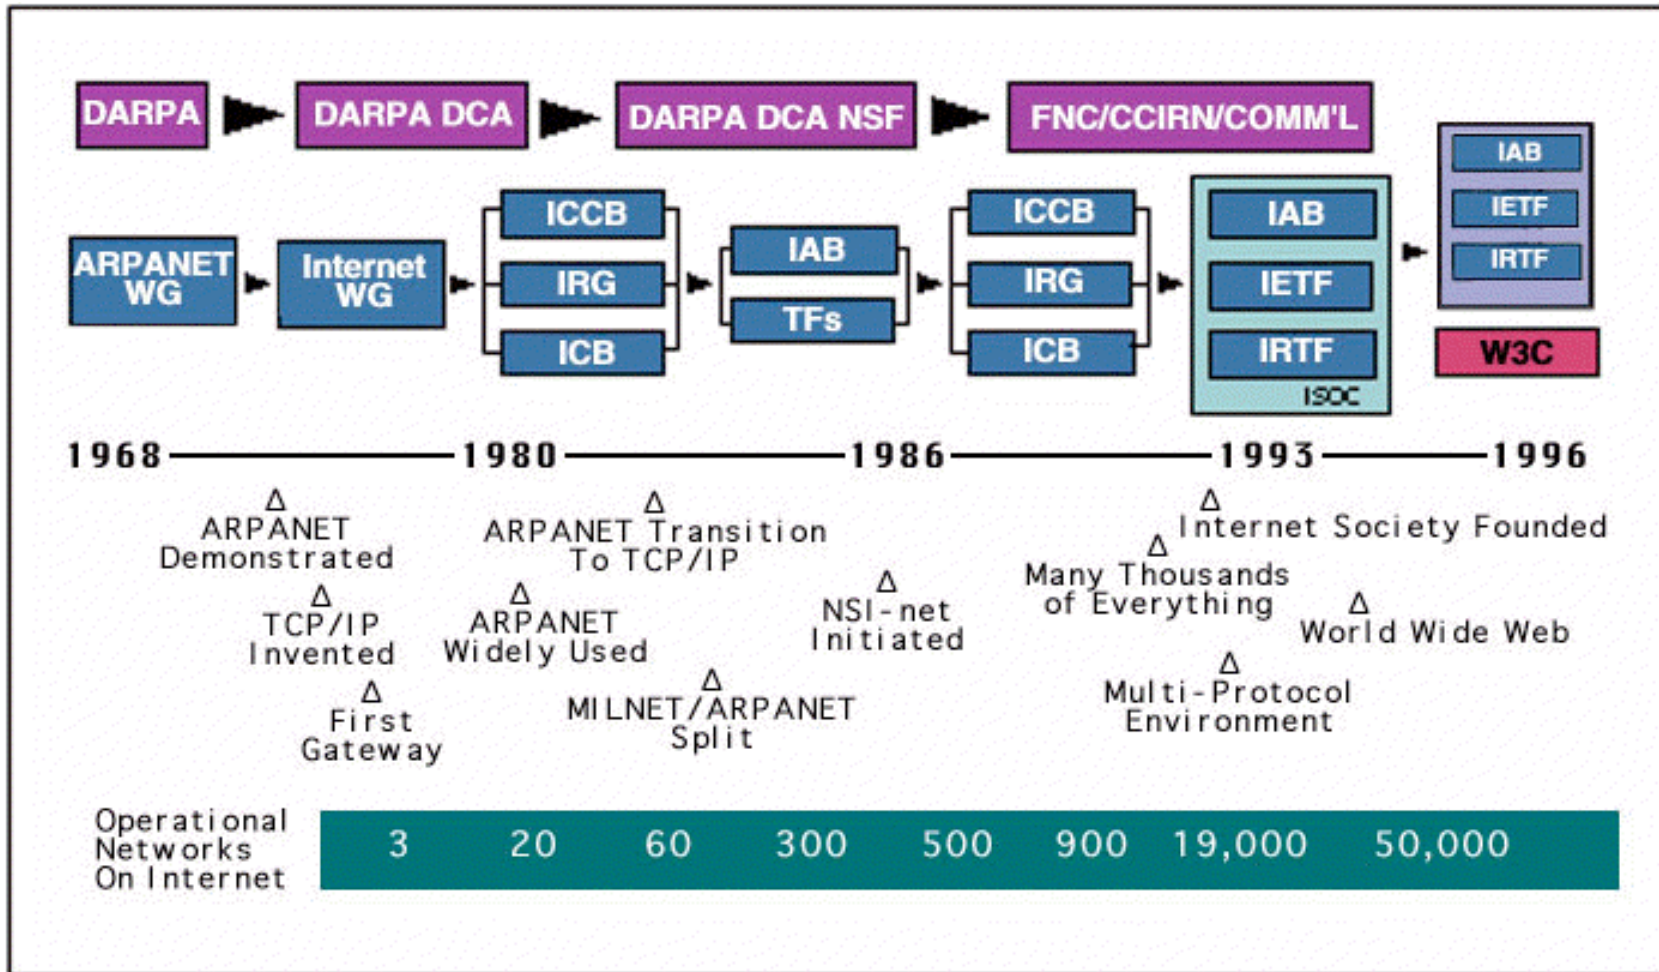 DARPA
DARPA DCA
DARPA DCA NSF
FNC/CCIRN/COMM'L
ARPANET
WG
Internet
WG
ICCB
IRG
ICB
IAB
TFs
ICCB
IRG
ICB
IAB
IETF
IRTF
ISOC
IAB
IETF
IRTF
W3C
1968
1980
1986
1993
1996
Δ
ARPANET
Demonstrated
Δ
TCP/IP
Invented
Δ
First
Gateway
Δ
ARPANET
Widely Used
Δ
ARPANET Transition
To TCP/IP
Δ
MILNET/ARPANET
Split
Δ
NSI-net
Initiated
Δ
Internet Society Founded
Δ
Many Thousands
of Everything
Δ
World Wide Web
Δ
Multi-Protocol
Environment
Operational
Networks
On Internet
3 20 60 300 500 900 19,000 50,000